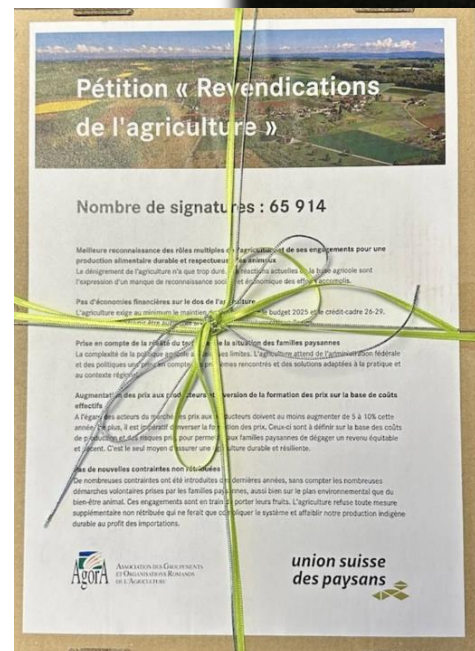 Pétition « Revendications
de l'agriculture »
Nombre de signatures : 65 914
Meilleure reconnaissance des rôles multiples de l'agriculture et de ses engagements pour une
production alimentaire durable et respectueuse des animaux
Le dénigrement de l'agriculture n'a que trop duré. réactions actuelles de la base agricole sont
l'expression d'un manque de reconnaissance sociale et économique des efforts accomplis.
Pas d'économies financières sur le dos de l'agriculture
L'agriculture exige au minimum le maintien budget 2025 et le crédit-cadre 26-29.
Prise en compte de la réalité du de la situation des familles paysannes
La complexité de la politique agricole a limites. L'agriculture attend de l'administration fédérale
et des politiques une prise en compte problèmes rencontrés et des solutions adaptées à la pratique et
au contexte régional.
Augmentation des prix aux producteurs et inversion de la formation des prix sur la base de coûts
effectifs
A l'égard des acteurs du marché les prix aux producteurs doivent au moins augmenter de 5 à 10% cette
année. De plus, il est impératif d'inverser la formation des prix. Ceux-ci sont à définir sur la base des coûts
de production et des risques pris pour permettre aux familles paysannes de dégager un revenu équitable
et décent. C'est le seul moyen d'assurer une agriculture durable et résiliente.
Pas de nouvelles contraintes non rétribuées
De nombreuses contraintes ont été introduites dernières années, sans compter les nombreuses
démarches volontaires prises par les familles paysannes, aussi bien sur le plan environnemental que du
bien-être animal. Ces engagements sont en train de porter leurs fruits. L'agriculture refuse toute mesure
supplémentaire non rétribuée qui ne ferait que compliquer le système et affaiblir notre production indigène
durable au profit des importations.
AgorA
Association des Groupements
et Organisations Romands
de l'Agriculture
union suisse
des paysans